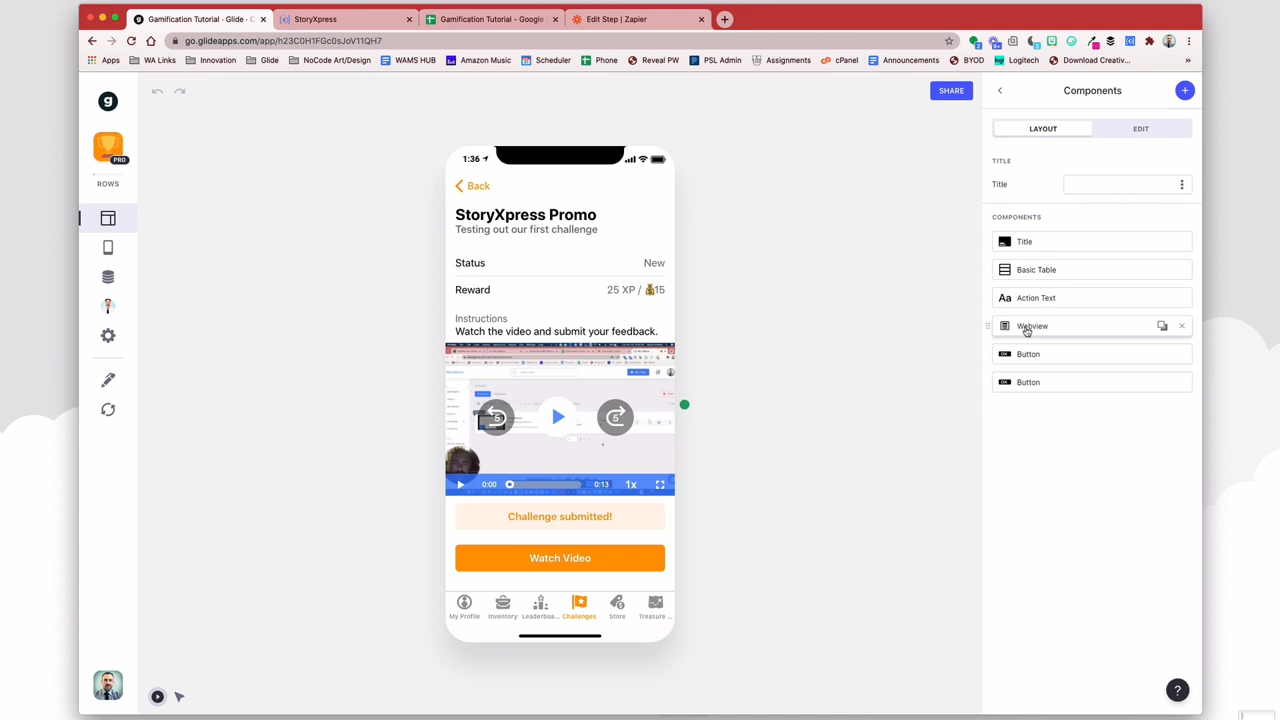 Gamification Tutorial · Glide · C
StoryXpress
Gamification Tutorial - Google
Edit Step | Zapier
go.glideapps.com/app/h23C0H1FGc0sJoV11QH7
Apps
WA Links
Innovation
Glide
NoCode Art/Design
WAMS HUB
Amazon Music
Scheduler
Phone
Reveal PW
PSL Admin
Assignments
cPanel
Announcements
BYOD
Logitech
Download Creativ...
»
g
PRO
ROWS
SHARE
Components
LAYOUT
EDIT
TITLE
Title
COMPONENTS
Title
Basic Table
Aa Action Text
Webview
Button
Button
1:36
Back
StoryXpress Promo
Testing out our first challenge
Status
New
Reward
25 XP / 💰15
Instructions
Watch the video and submit your feedback.
5
5
0:00
0:13
1x
Challenge submitted!
Watch Video
My Profile
Inventory
Leaderboa...
Challenges
Store
Treasure ...
?